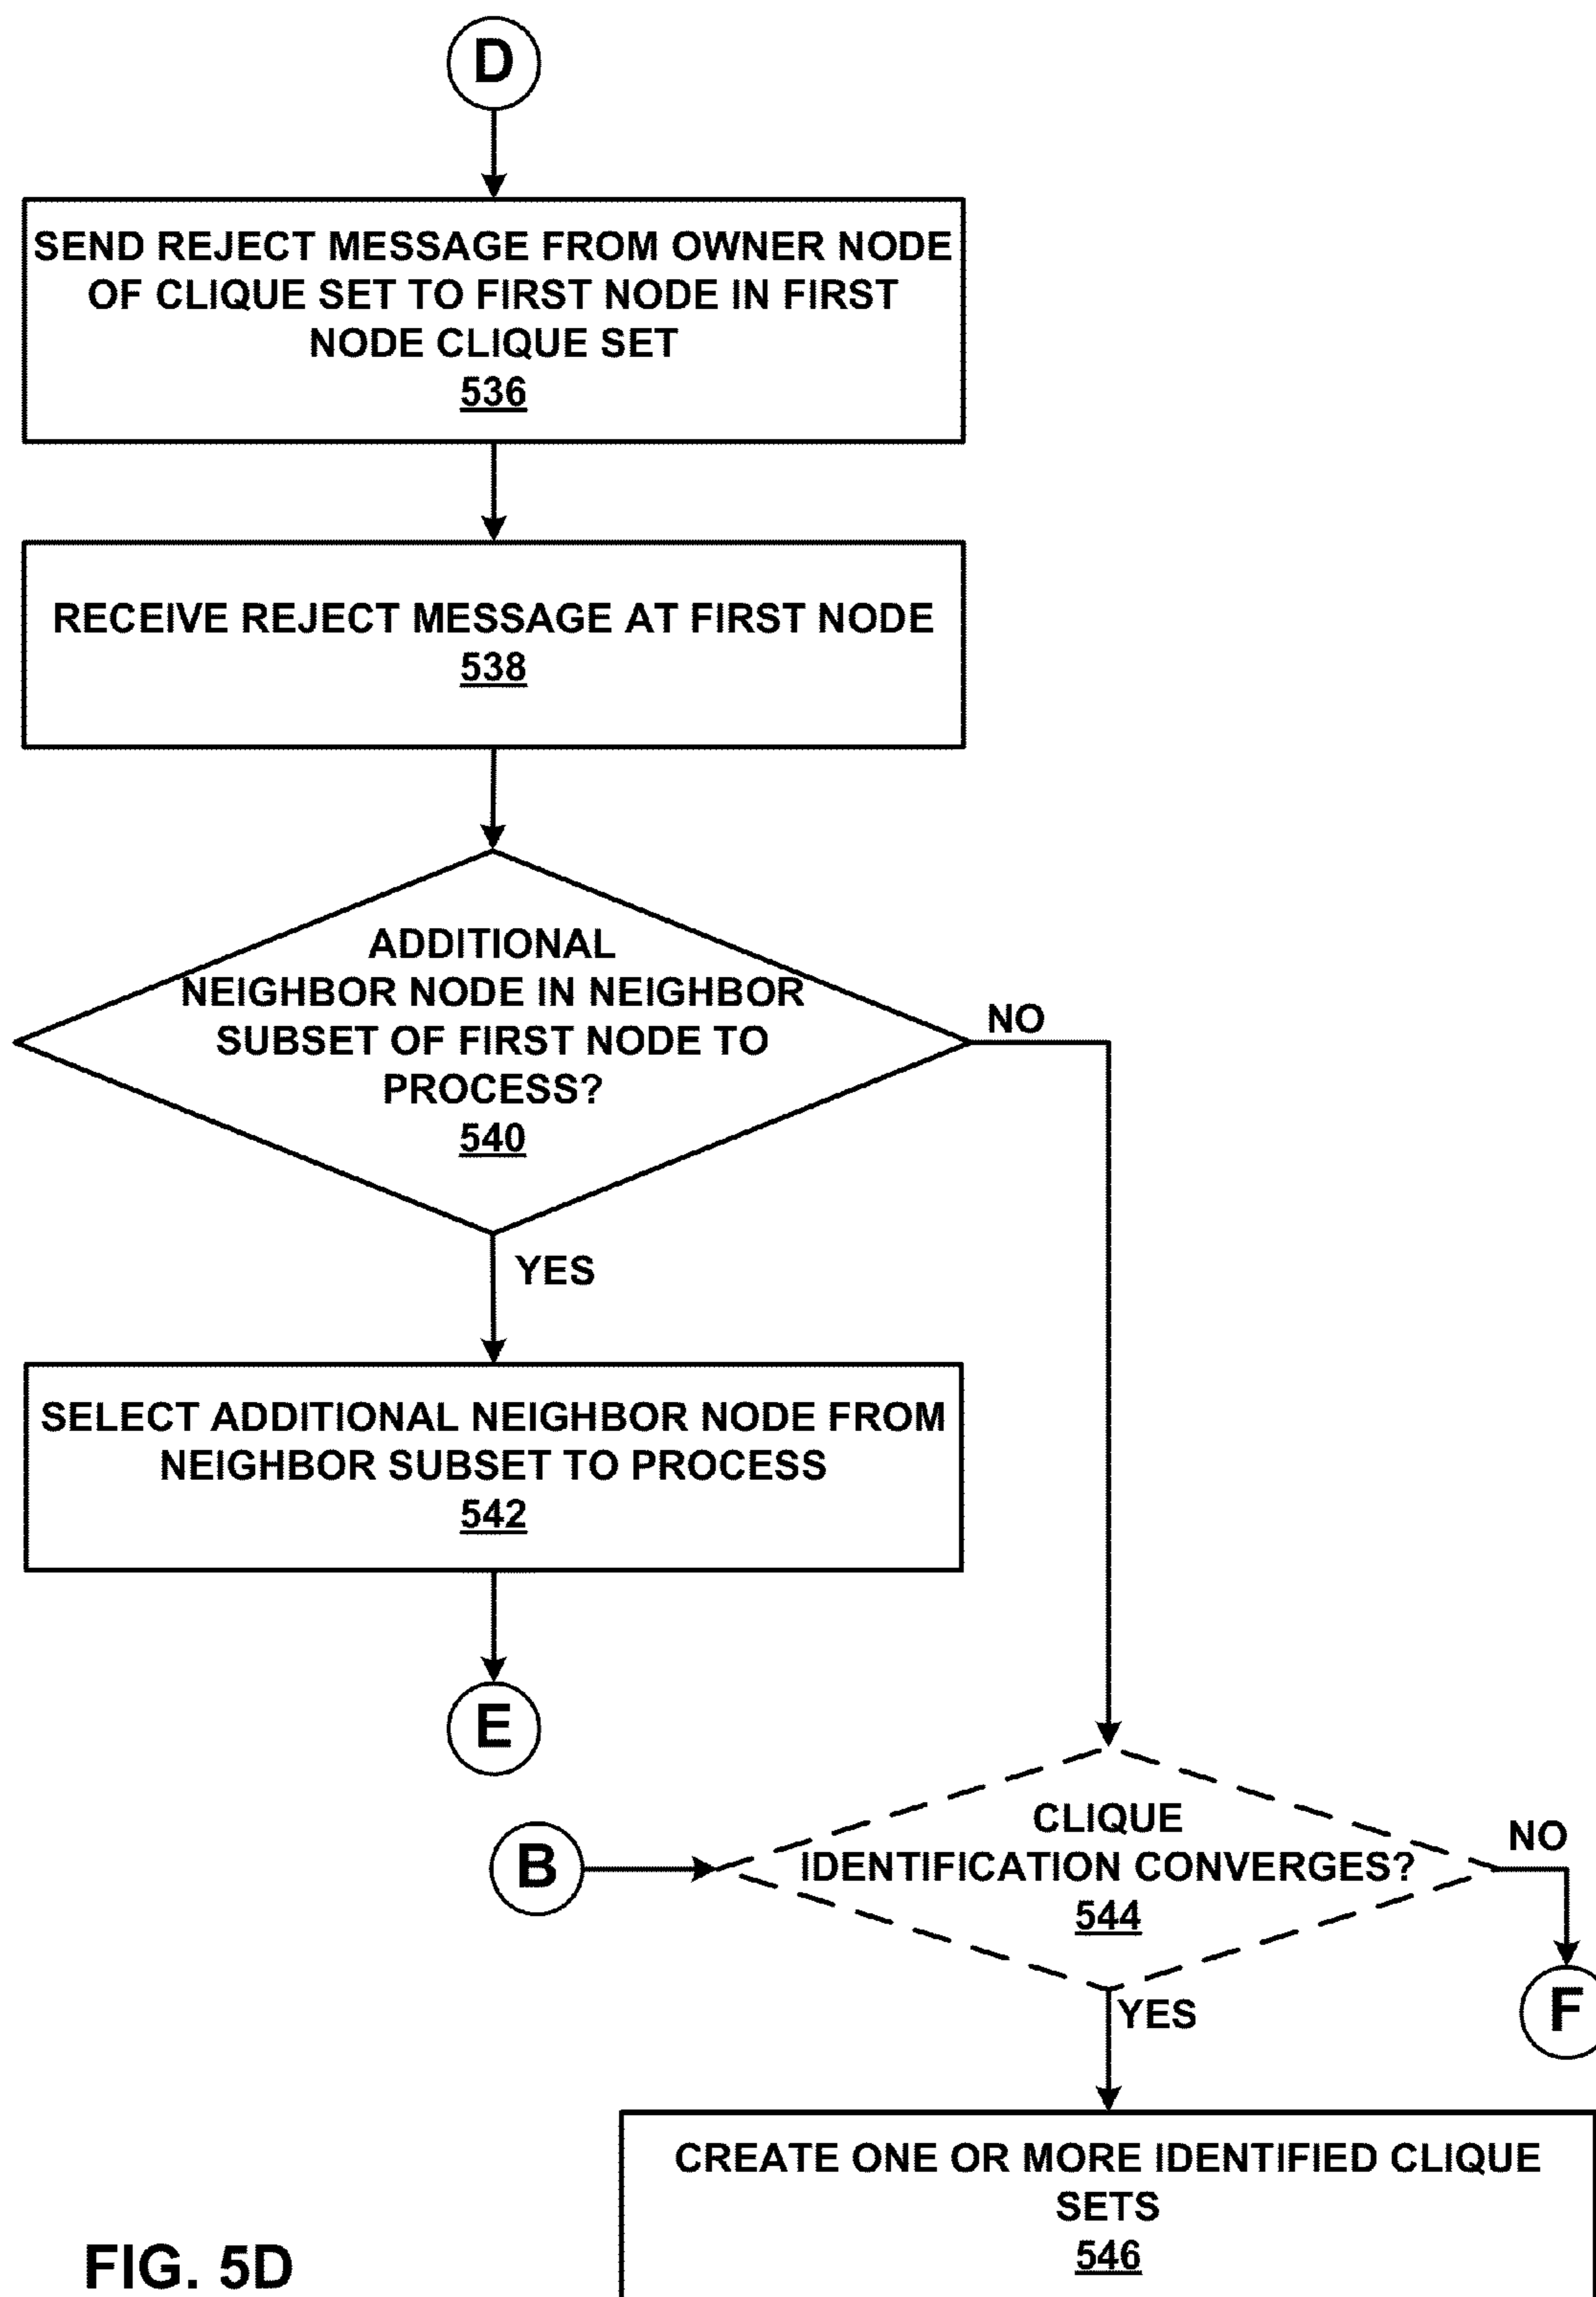 D
SEND REJECT MESSAGE FROM OWNER NODE
OF CLIQUE SET TO FIRST NODE IN FIRST
NODE CLIQUE SET
536
RECEIVE REJECT MESSAGE AT FIRST NODE
538
ADDITIONAL
NEIGHBOR NODE IN NEIGHBOR
SUBSET OF FIRST NODE TO
PROCESS?
540
NO
YES
SELECT ADDITIONAL NEIGHBOR NODE FROM
NEIGHBOR SUBSET TO PROCESS
542
E
B
CLIQUE
IDENTIFICATION CONVERGES?
544
NO
F
YES
CREATE ONE OR MORE IDENTIFIED CLIQUE
SETS
546
FIG. 5D